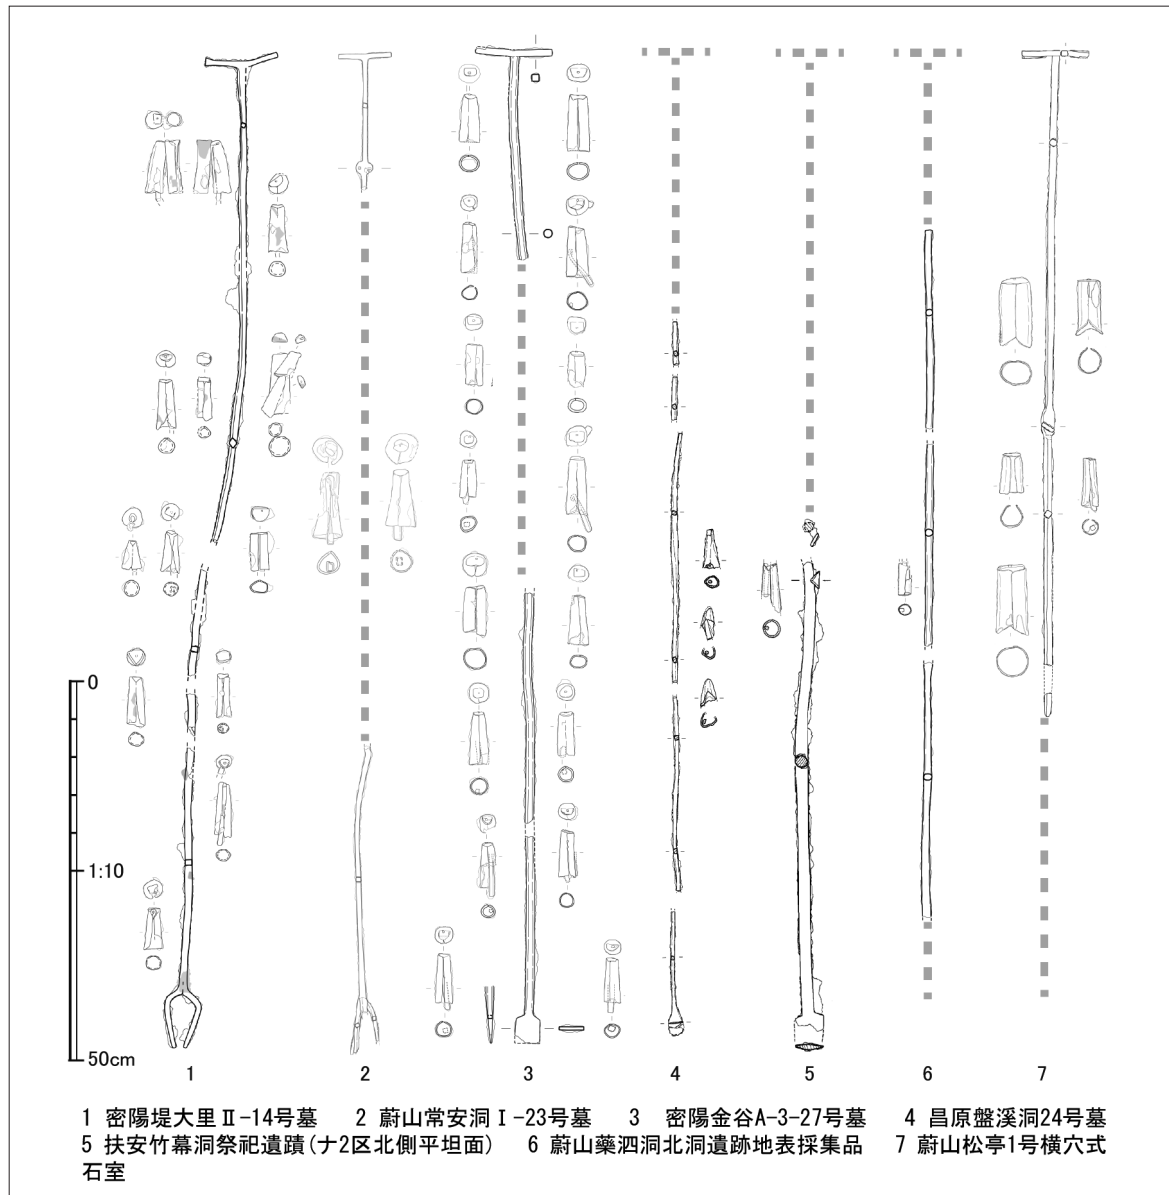 0
1:10
50cm
1 2 3 4 5 6 7
1 密陽堤大里Ⅱ-14号墓 2 蔚山常安洞Ⅰ-23号墓 3 密陽金谷A-3-27号墓 4 昌原盤溪洞24号墓
5 扶安竹幕洞祭祀遺蹟(ナ2区北側平坦面) 6 蔚山藥泗洞北洞遺跡地表採集品 7 蔚山松亭1号横穴式
石室